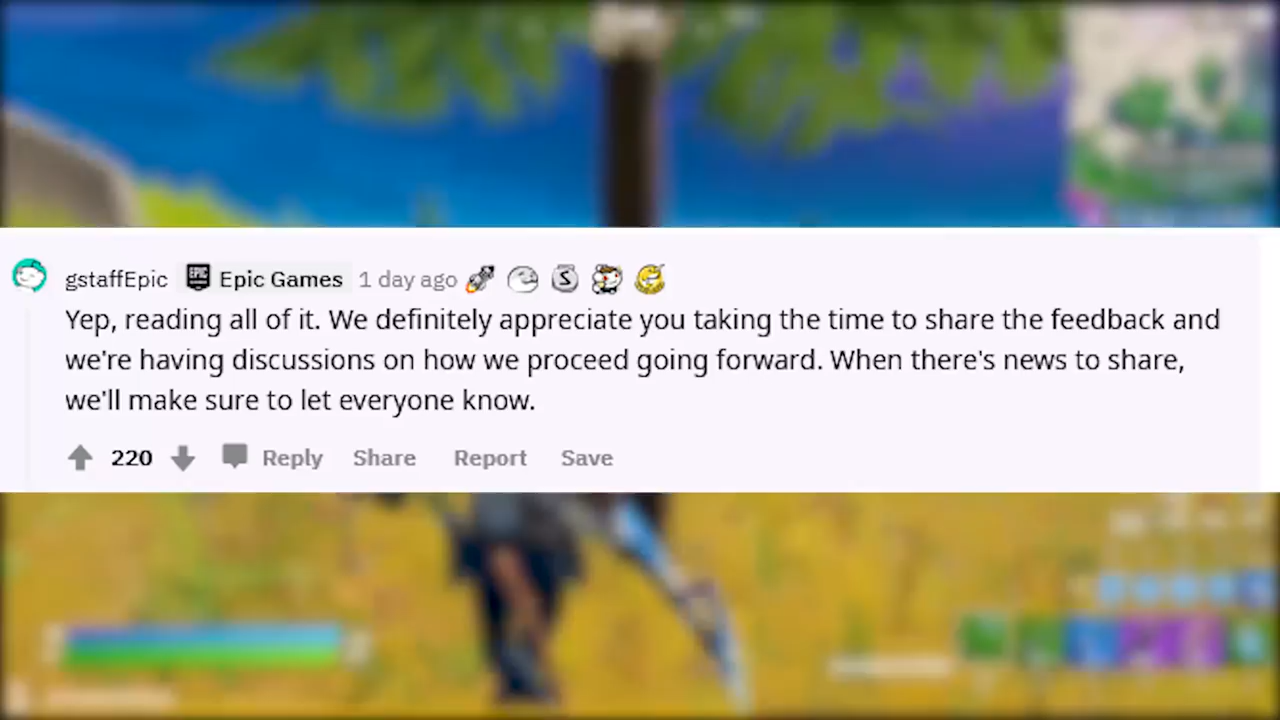 gstaffEpic EPIC Epic Games 1 day ago
Yep, reading all of it. We definitely appreciate you taking the time to share the feedback and
we're having discussions on how we proceed going forward. When there's news to share,
we'll make sure to let everyone know.
220 Reply Share Report Save